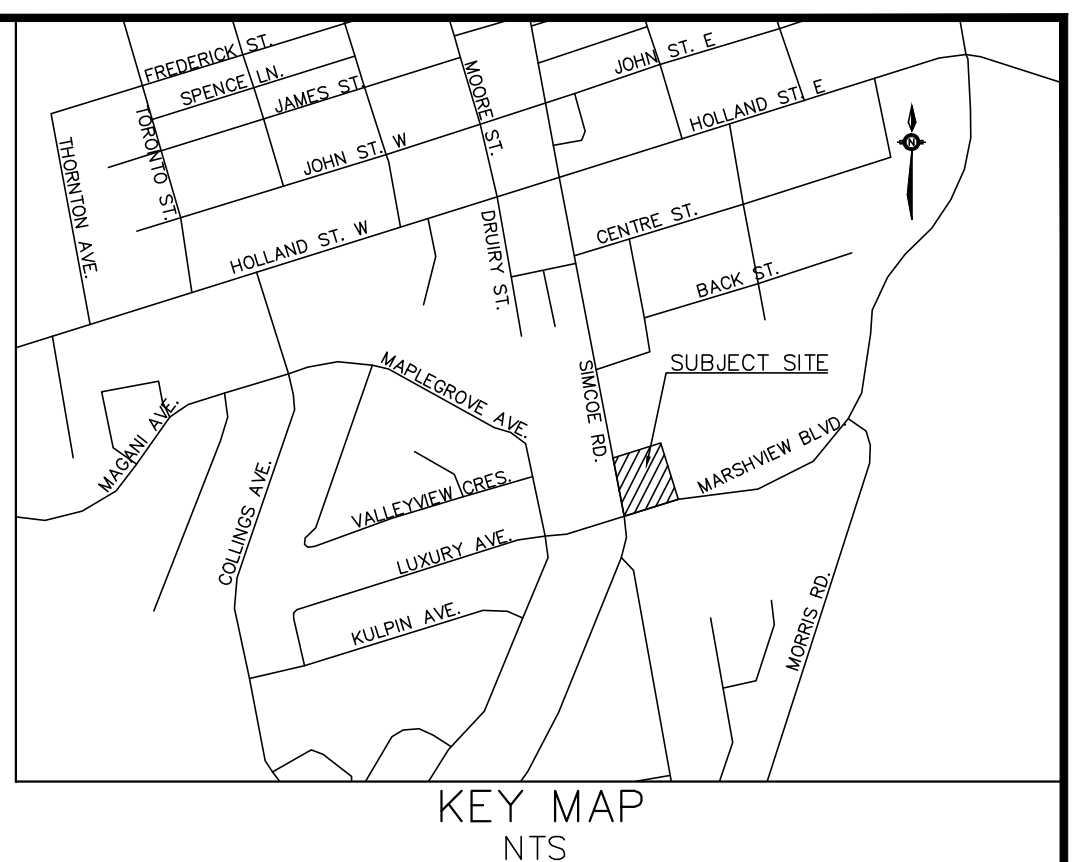 FREDERICK ST.
SPENCE LN.
JAMES ST.
JOHN ST. W
HOLLAND ST. W
THORNTON AVE.
TORONTO ST.
MOORE ST.
JOHN ST. E
HOLLAND ST. E
N
DRUIRY ST.
CENTRE ST.
BACK ST.
SIMCOE RD.
SUBJECT SITE
MAPLEGROVE AVE.
MAGANI AVE.
MARSHVIEW BLVD.
COLLINGS AVE.
VALLEYVIEW CRES.
LUXURY AVE.
KULPIN AVE.
MORRIS RD.
KEY MAP
NTS